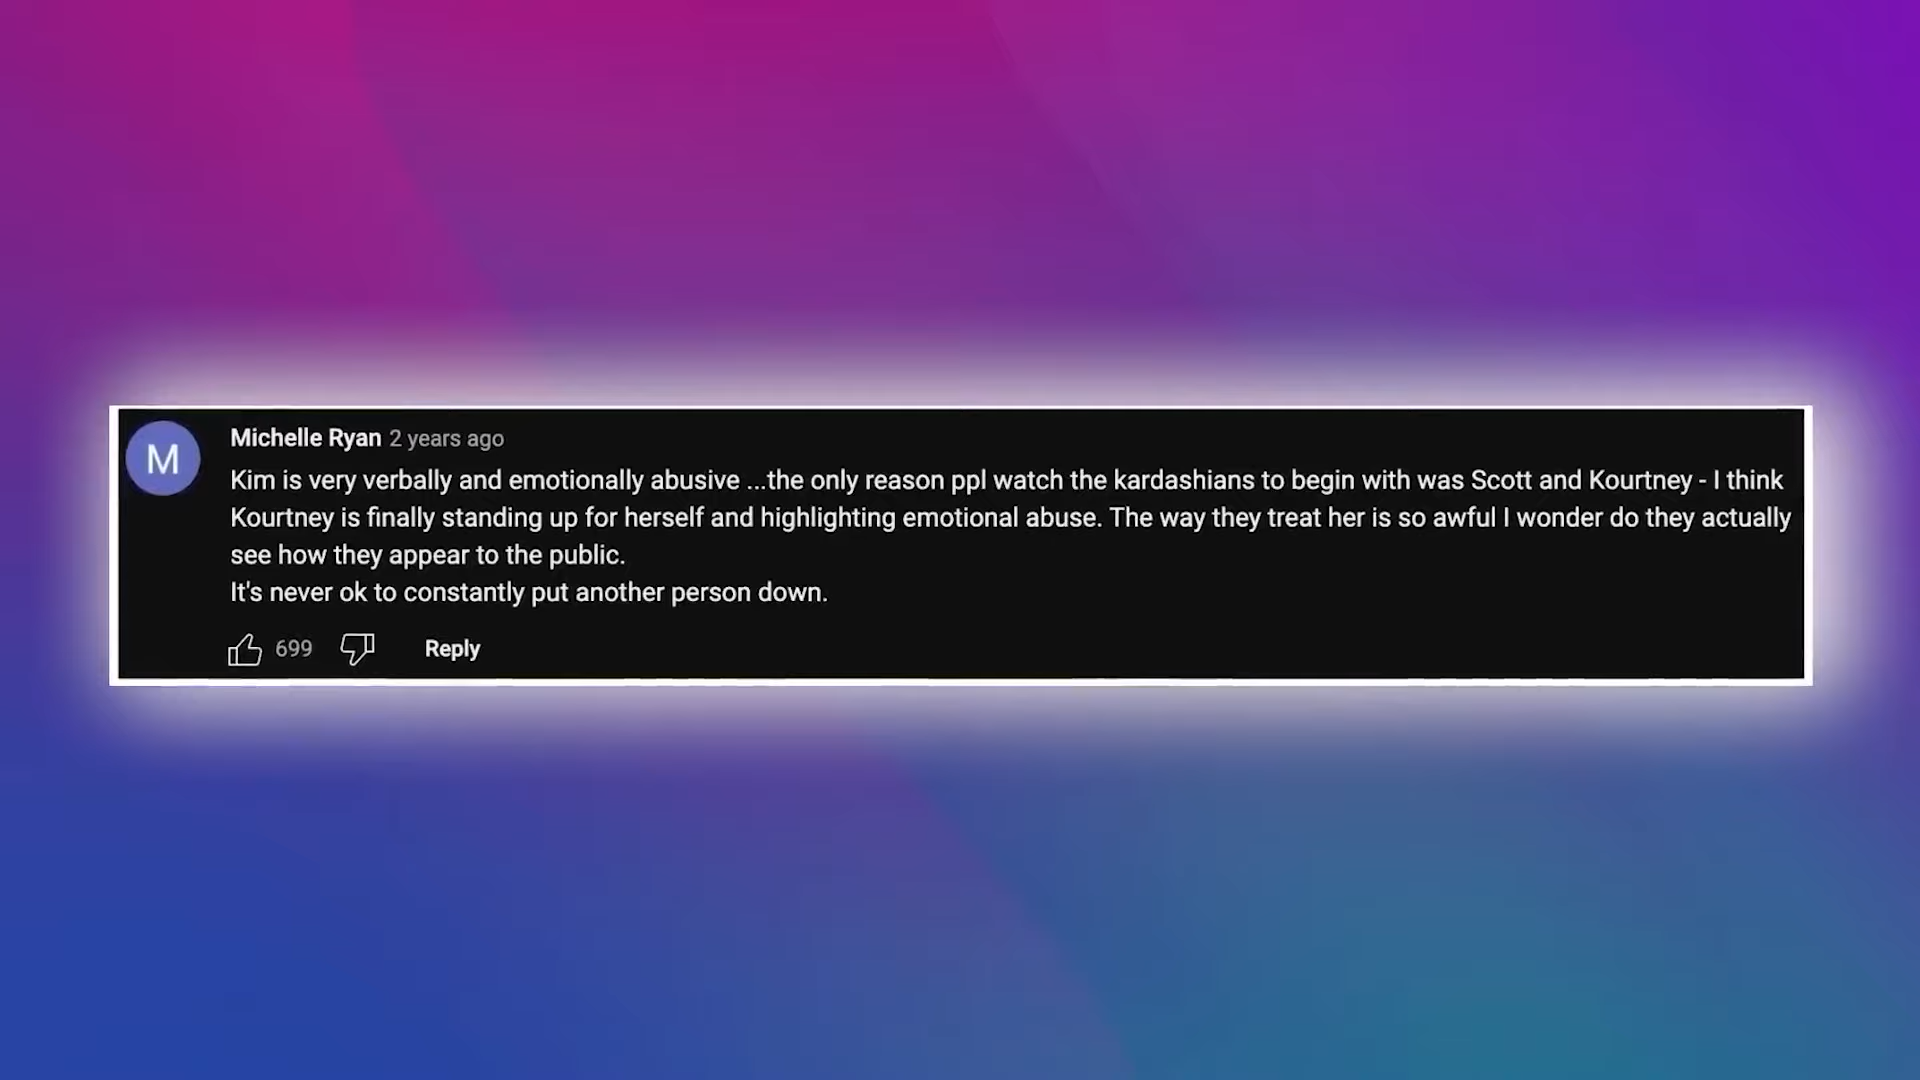 M
Michelle Ryan 2 years ago
Kim is very verbally and emotionally abusive ...the only reason ppl watch the kardashians to begin with was Scott and Kourtney - I think
Kourtney is finally standing up for herself and highlighting emotional abuse. The way they treat her is so awful I wonder do they actually
see how they appear to the public.
It's never ok to constantly put another person down.
699 Reply